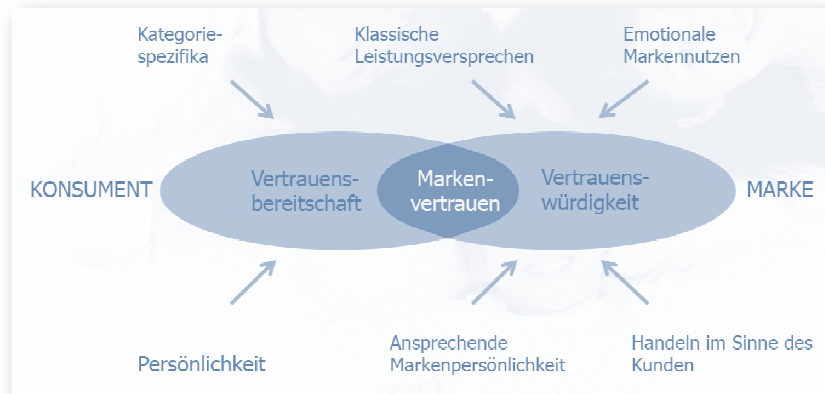 Kategorie-
spezifika
Klassische
Leistungsversprechen
Emotionale
Markennutzen
KONSUMENT
Vertrauens-
bereitschaft
Marken-
vertrauen
Vertrauens-
würdigkeit
MARKE
Persönlichkeit
Ansprechende
Markenpersönlichkeit
Handeln im Sinne des
Kunden